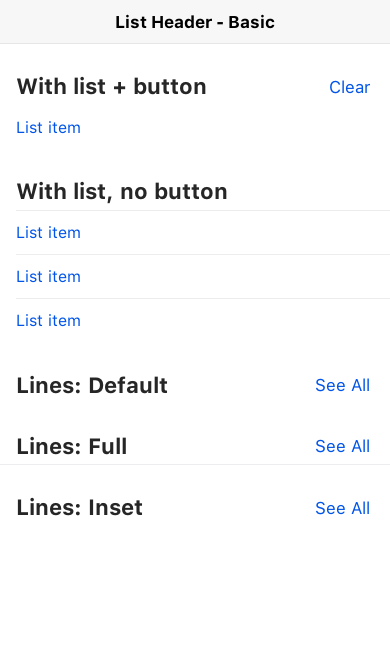 List Header - Basic
With list + button Clear
List item
With list, no button
List item
List item
List item
Lines: Default See All
Lines: Full See All
Lines: Inset See All